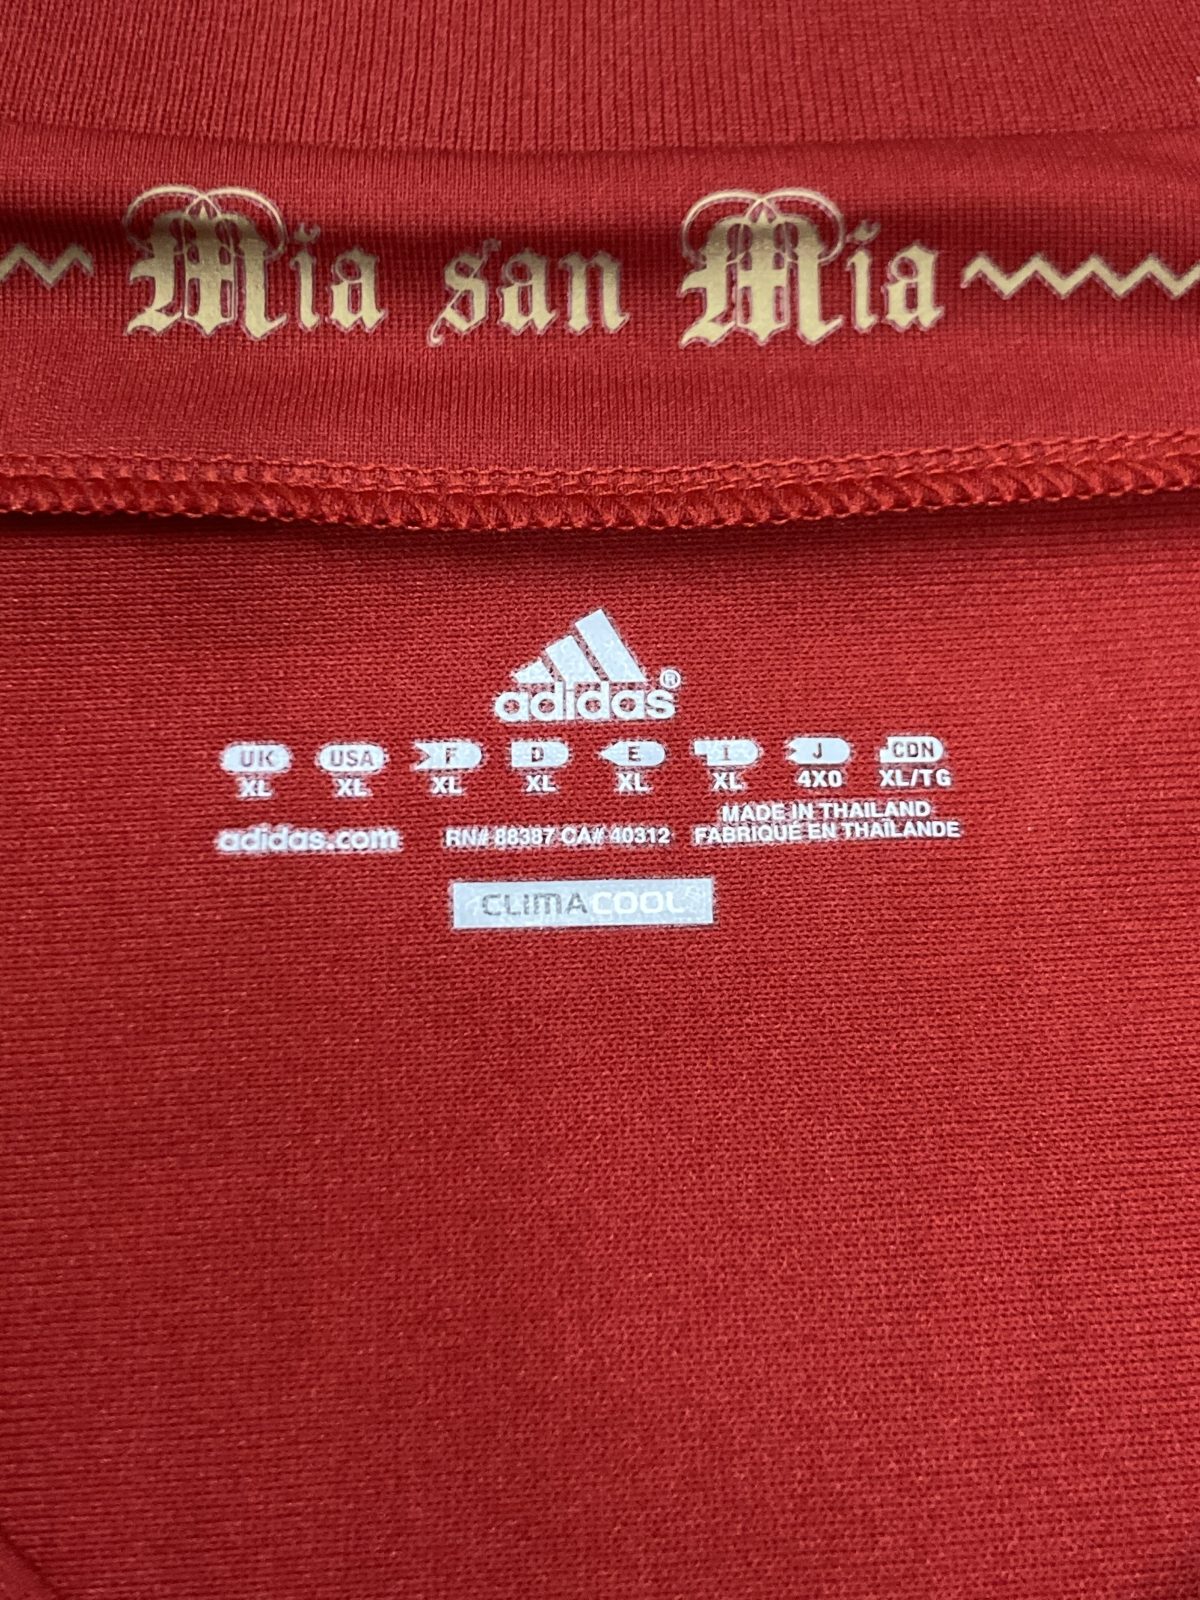 Mia san Mia
adidas®
UK USA F D E I J CDN
XL XL XL XL XL XL 4XO XL/TG
adidas.com RN# 88387 CA# 40312 MADE IN THAILAND
FABRIQUÉ EN THAÏLANDE
CLIMACOOL